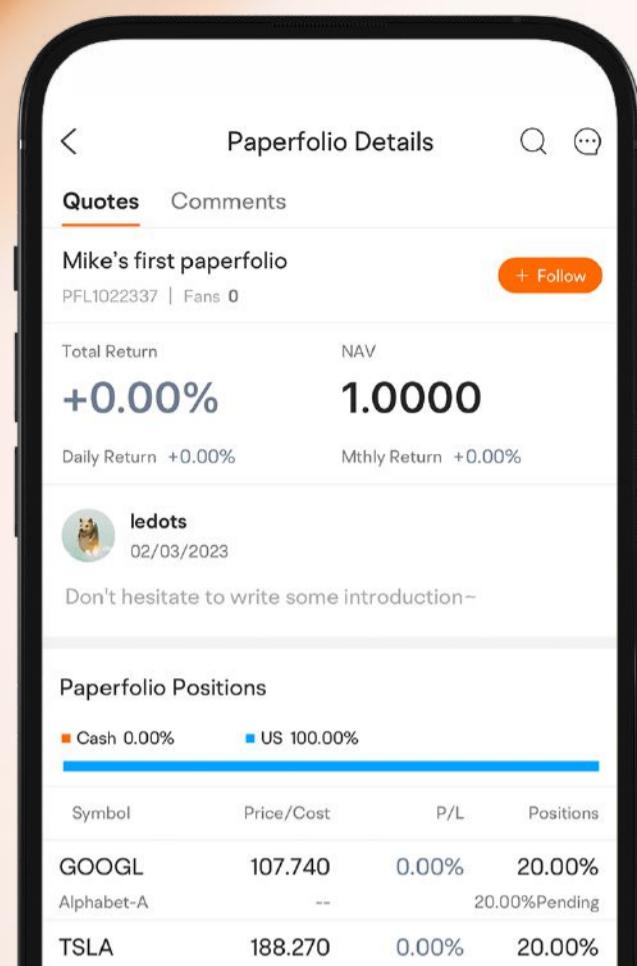 Paperfolio Details
Quotes Comments
Mike's first paperfolio
+ Follow
PFL1022337 | Fans 0
Total Return NAV
+0.00% 1.0000
Daily Return +0.00% Mthly Return +0.00%
ledots
02/03/2023
Don't hesitate to write some introduction~
Paperfolio Positions
Cash 0.00% US 100.00%
Symbol Price/Cost P/L Positions
GOOGL 107.740 0.00% 20.00%
Alphabet-A -- 20.00%Pending
TSLA 188.270 0.00% 20.00%